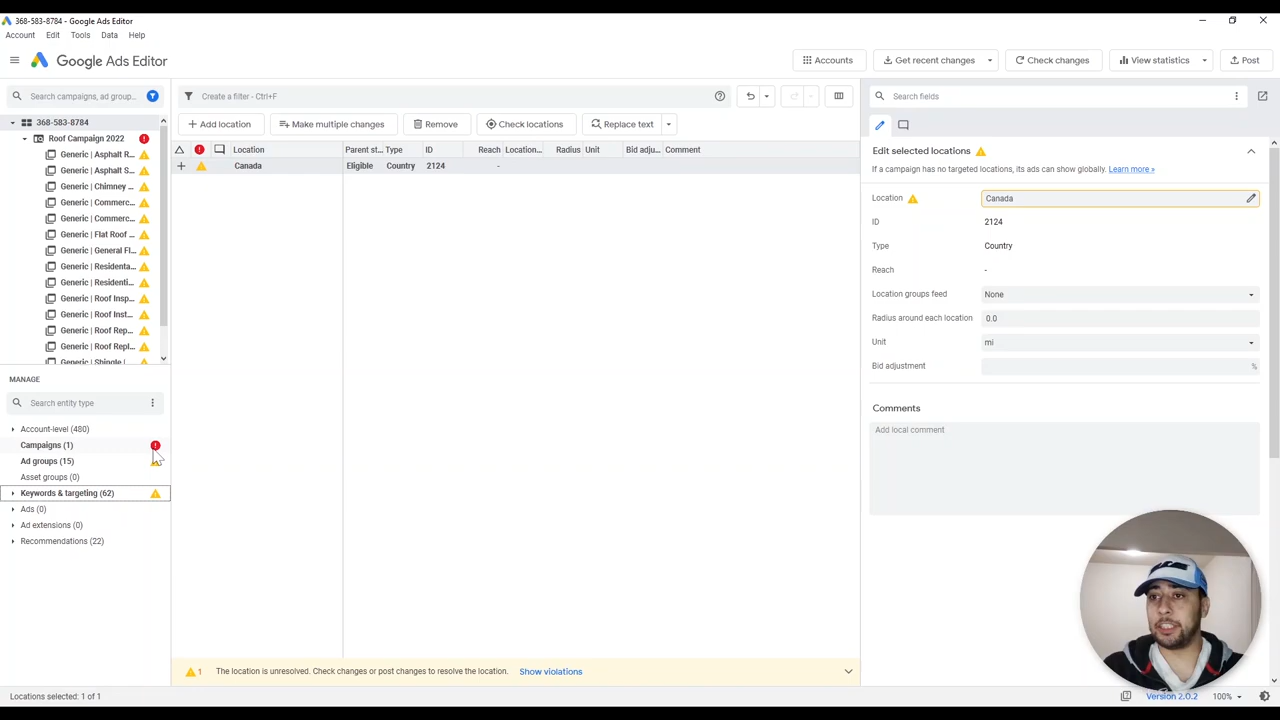 368-583-8784 - Google Ads Editor
Account Edit Tools Data Help
Google Ads Editor
Accounts
Get recent changes
Check changes
View statistics
Post
Search campaigns, ad group...
Create a filter - Ctrl+F
Search fields
368-583-8784
Add location
Make multiple changes
Remove
Check locations
Replace text
Roof Campaign 2022
Location Parent st... Type ID Reach Location... Radius Unit Bid adju... Comment
Canada Eligible Country 2124 -
Generic | Asphalt R...
Generic | Asphalt S...
Generic | Chimney ...
Generic | Commerc...
Generic | Commerc...
Generic | Flat Roof ...
Generic | General Fl...
Generic | Residenta...
Generic | Residenti...
Generic | Roof Insp...
Generic | Roof Inst...
Generic | Roof Rep...
Generic | Roof Repl...
Generic | Shingle |
MANAGE
Search entity type
Account-level (480)
Campaigns (1)
Ad groups (15)
Asset groups (0)
Keywords & targeting (62)
Ads (0)
Ad extensions (0)
Recommendations (22)
Edit selected locations
If a campaign has no targeted locations, its ads can show globally. Learn more »
Location Canada
ID 2124
Type Country
Reach -
Location groups feed None
Radius around each location 0.0
Unit mi
Bid adjustment %
Comments
Add local comment
1 The location is unresolved. Check changes or post changes to resolve the location. Show violations
Locations selected: 1 of 1
Version 2.0.2
100%